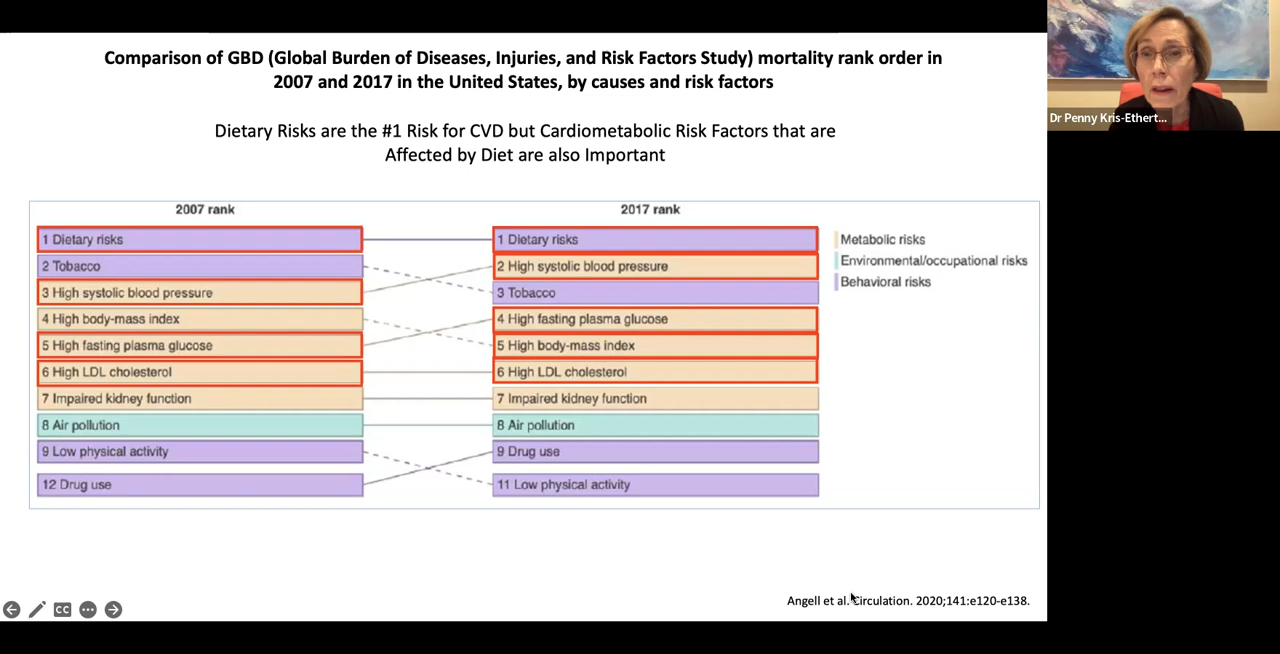 Comparison of GBD (Global Burden of Diseases, Injuries, and Risk Factors Study) mortality rank order in
2007 and 2017 in the United States, by causes and risk factors
Dr Penny Kris-Ethert...
Dietary Risks are the #1 Risk for CVD but Cardiometabolic Risk Factors that are
Affected by Diet are also Important
2007 rank
1 Dietary risks
2 Tobacco
3 High systolic blood pressure
4 High body-mass index
5 High fasting plasma glucose
6 High LDL cholesterol
7 Impaired kidney function
8 Air pollution
9 Low physical activity
12 Drug use
2017 rank
1 Dietary risks
2 High systolic blood pressure
3 Tobacco
4 High fasting plasma glucose
5 High body-mass index
6 High LDL cholesterol
7 Impaired kidney function
8 Air pollution
9 Drug use
11 Low physical activity
Metabolic risks
Environmental/occupational risks
Behavioral risks
Angell et al. Circulation. 2020;141:e120-e138.
CC